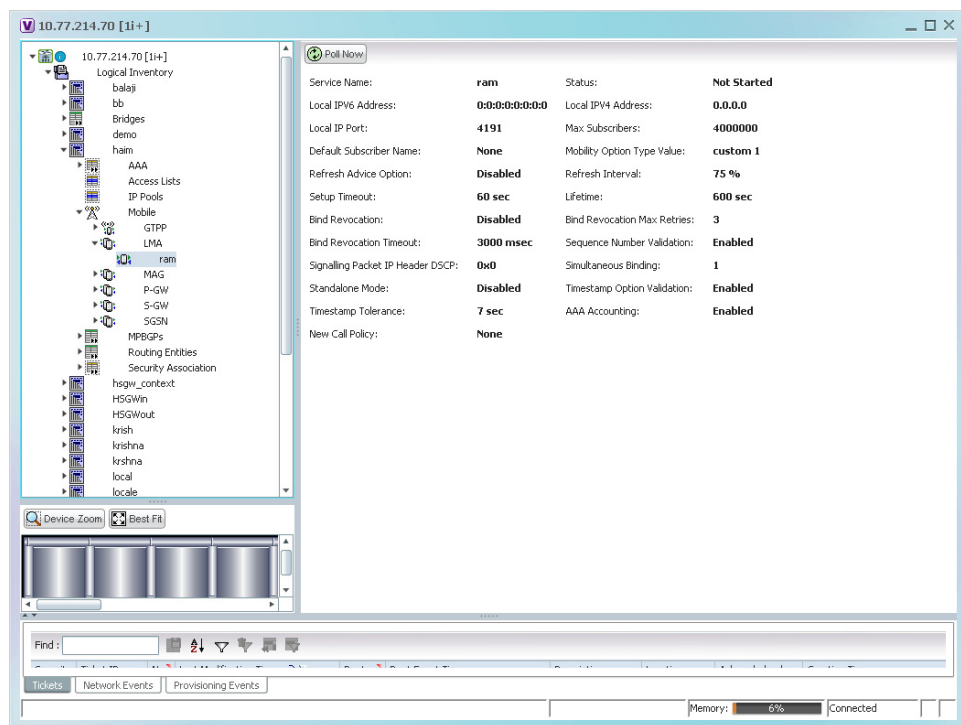 10.77.214.70 [1i+]
10.77.214.70 [1i+]
Logical Inventory
balaji
bb
Bridges
demo
haim
AAA
Access Lists
IP Pools
Mobile
GTPP
LMA
ram
MAG
P-GW
S-GW
SGSN
MPBGPs
Routing Entities
Security Association
hsgw_context
HSGWin
HSGWout
krish
krishna
krshna
local
locale
Device Zoom Best Fit
Poll Now
Service Name: ram Status: Not Started
Local IPV6 Address: 0:0:0:0:0:0:0:0 Local IPV4 Address: 0.0.0.0
Local IP Port: 4191 Max Subscribers: 4000000
Default Subscriber Name: None Mobility Option Type Value: custom 1
Refresh Advice Option: Disabled Refresh Interval: 75 %
Setup Timeout: 60 sec Lifetime: 600 sec
Bind Revocation: Disabled Bind Revocation Max Retries: 3
Bind Revocation Timeout: 3000 msec Sequence Number Validation: Enabled
Signalling Packet IP Header DSCP: 0x0 Simultaneous Binding: 1
Standalone Mode: Disabled Timestamp Option Validation: Enabled
Timestamp Tolerance: 7 sec AAA Accounting: Enabled
New Call Policy: None
Find :
Tickets Network Events Provisioning Events
Memory: 6% Connected